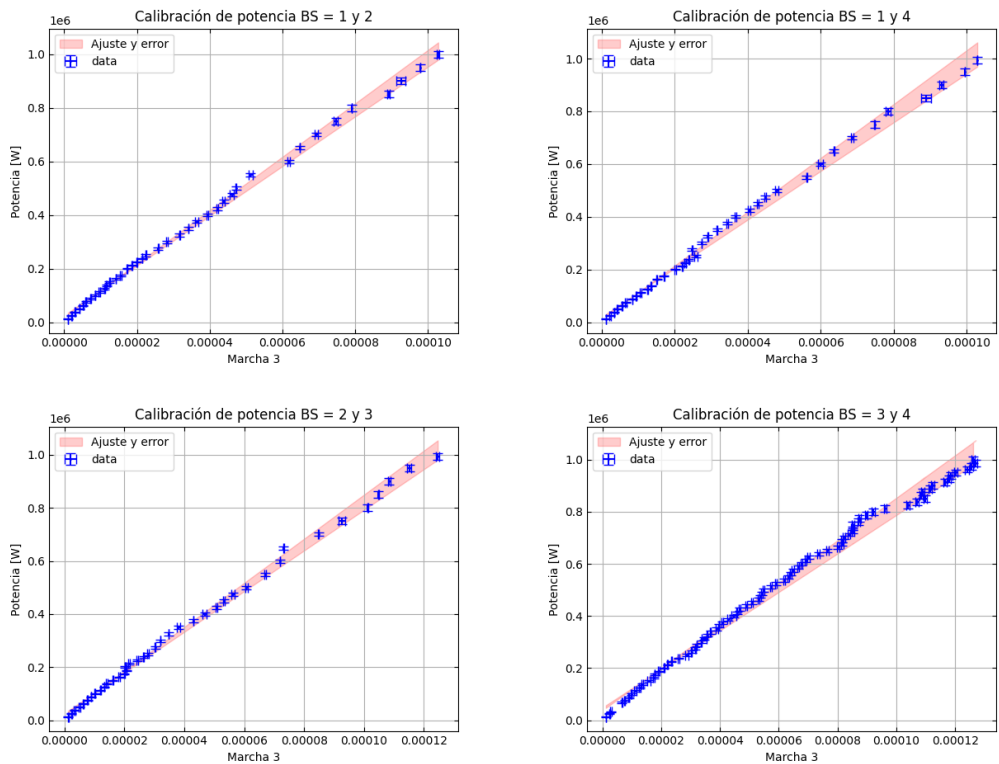 Calibración de potencia BS = 1 y 2
1e6
Ajuste y error
data
1.0
0.8
0.6
0.4
0.2
0.0
Potencia [W]
0.00000 0.00002 0.00004 0.00006 0.00008 0.00010
Marcha 3
Calibración de potencia BS = 1 y 4
1e6
Ajuste y error
data
1.0
0.8
0.6
0.4
0.2
0.0
Potencia [W]
0.00000 0.00002 0.00004 0.00006 0.00008 0.00010
Marcha 3
Calibración de potencia BS = 2 y 3
1e6
Ajuste y error
data
1.0
0.8
0.6
0.4
0.2
0.0
Potencia [W]
0.00000 0.00002 0.00004 0.00006 0.00008 0.00010 0.00012
Marcha 3
Calibración de potencia BS = 3 y 4
1e6
Ajuste y error
data
1.0
0.8
0.6
0.4
0.2
0.0
Potencia [W]
0.00000 0.00002 0.00004 0.00006 0.00008 0.00010 0.00012
Marcha 3